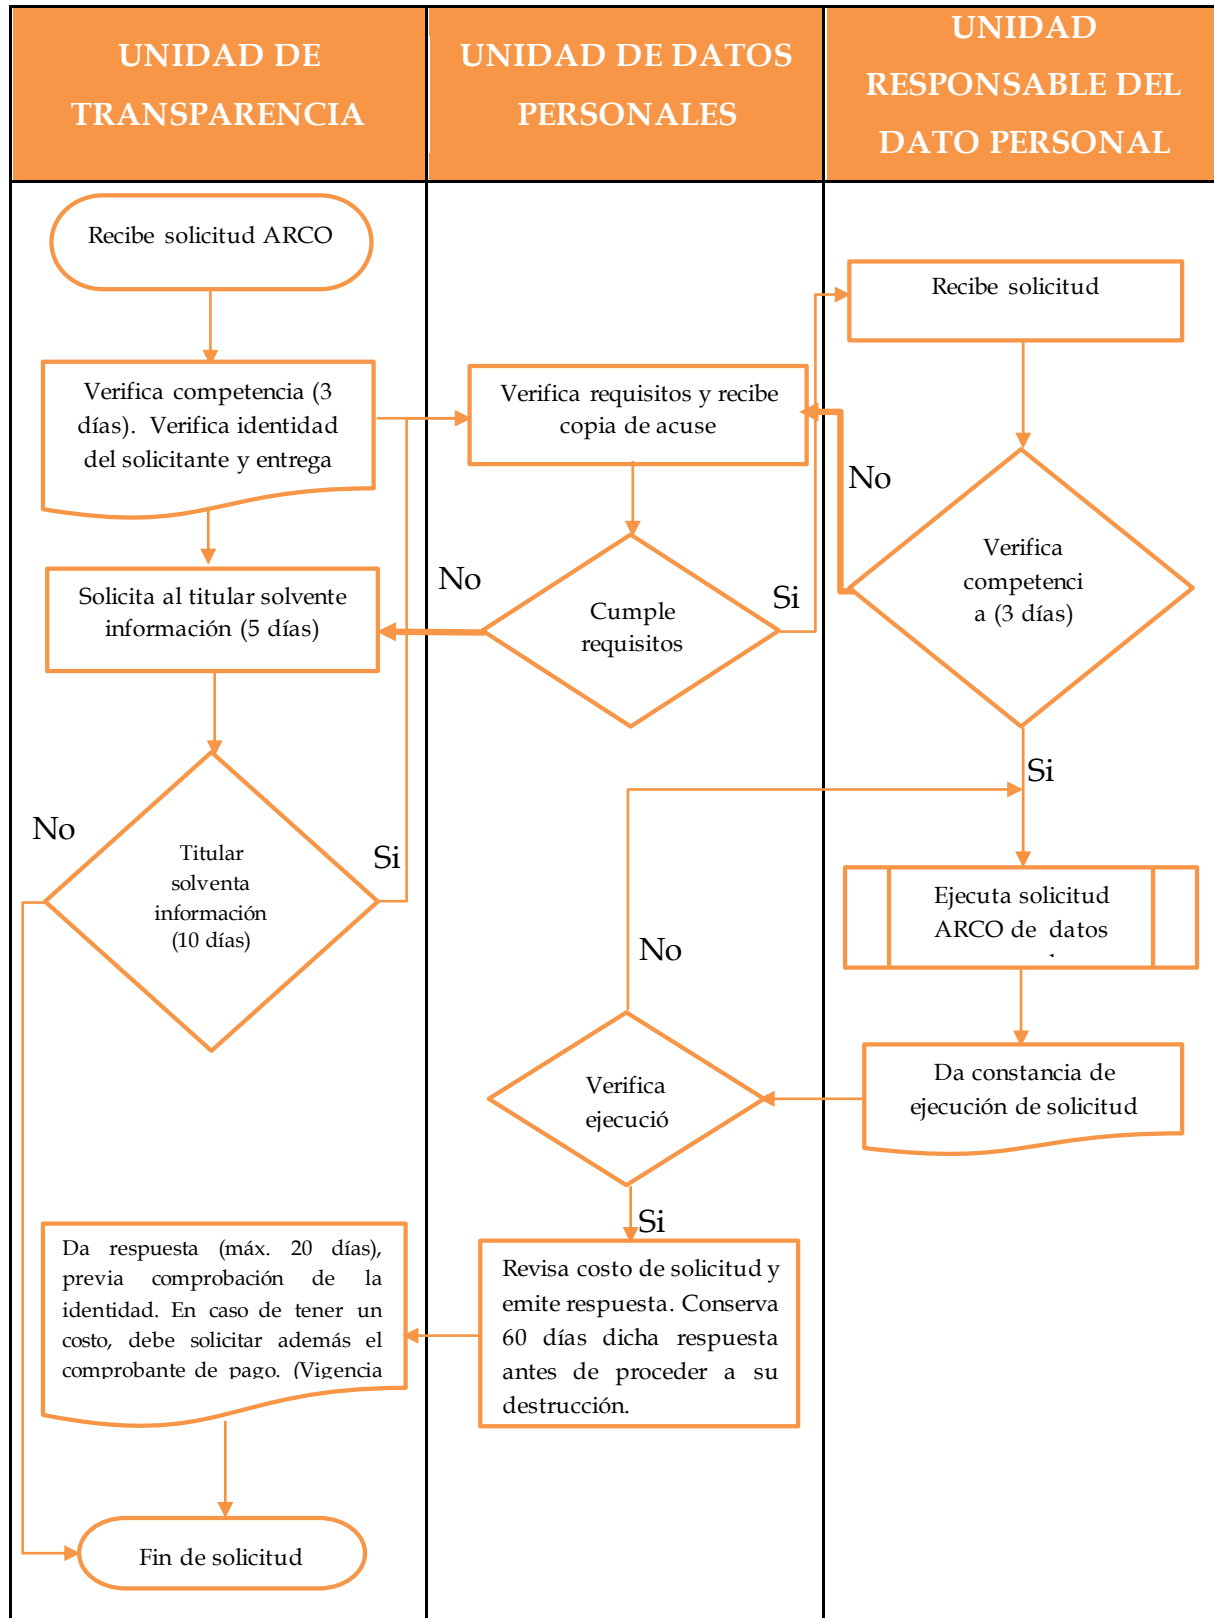 UNIDAD DE
TRANSPARENCIA
UNIDAD DE DATOS
PERSONALES
UNIDAD
RESPONSABLE DEL
DATO PERSONAL
Recibe solicitud ARCO
Verifica competencia (3
días). Verifica identidad
del solicitante y entrega
Solicita al titular solvente
información (5 días)
No
Titular
solventa
información
(10 días)
Si
Da respuesta (máx. 20 días),
previa comprobación de la
identidad. En caso de tener un
costo, debe solicitar además el
comprobante de pago. (Vigencia
Fin de solicitud
Verifica requisitos y recibe
copia de acuse
No
Cumple
requisitos
Si
No
Verifica
ejecució
Si
Revisa costo de solicitud y
emite respuesta. Conserva
60 días dicha respuesta
antes de proceder a su
destrucción.
Recibe solicitud
No
Verifica
competenci
a (3 días)
Si
Ejecuta solicitud
ARCO de datos
Da constancia de
ejecución de solicitud